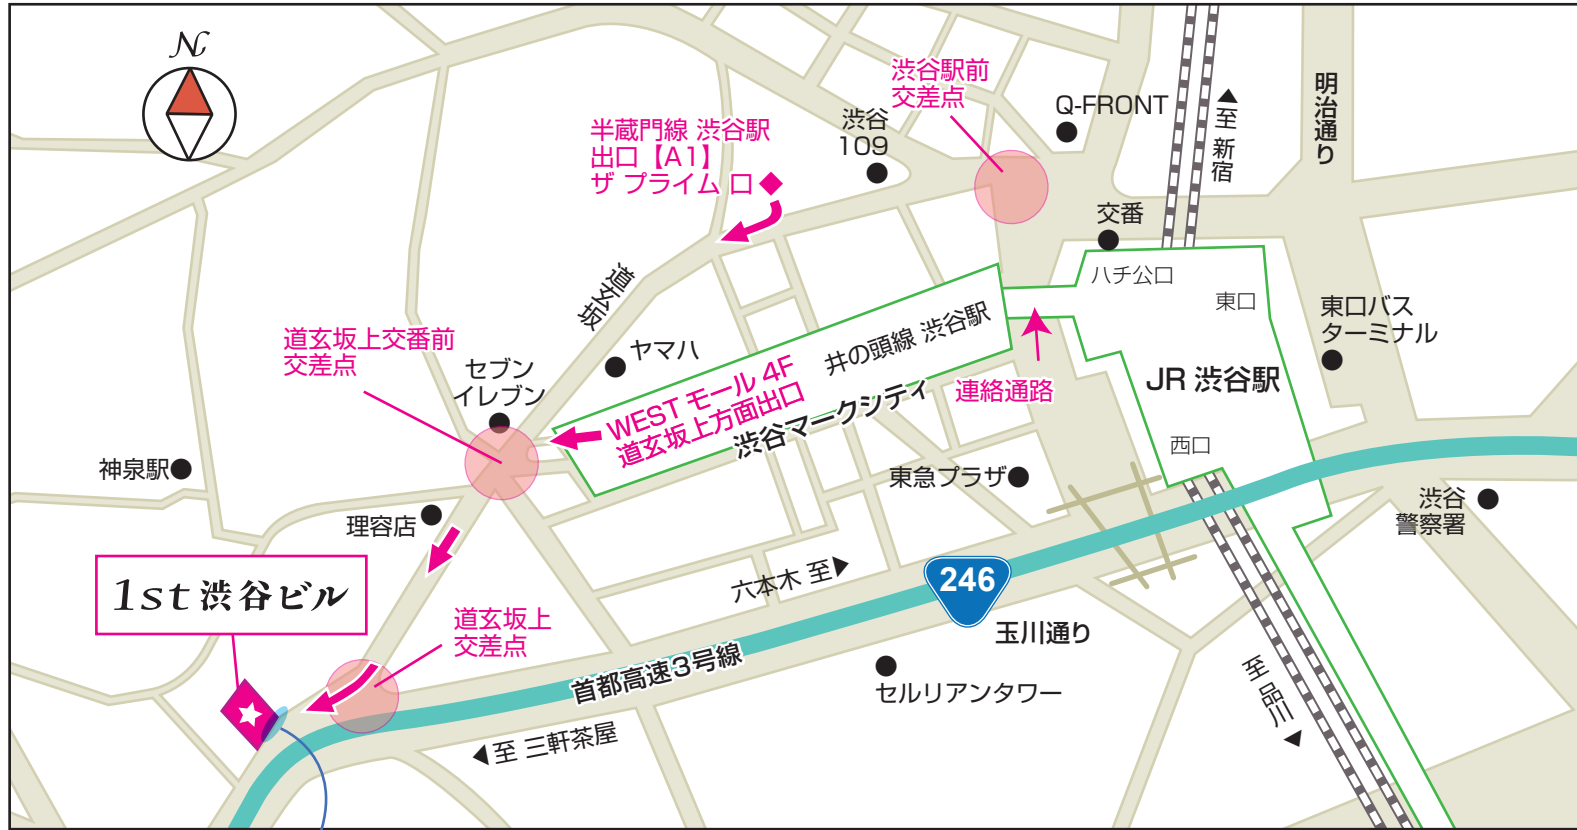 N
渋谷駅前
交差点
Q-FRONT
明治通り
至 新宿
半蔵門線 渋谷駅
出口【A1】
ザ プライム 口
渋谷
109
交番
ハチ公口
東口
東口バス
ターミナル
道玄坂
道玄坂上交番前
交差点
セブン
イレブン
ヤマハ
井の頭線 渋谷駅
WEST モール 4F
道玄坂上方面出口
渋谷マークシティ
連絡通路
JR 渋谷駅
西口
神泉駅
理容店
東急プラザ
渋谷
警察署
1st 渋谷ビル
六本木 至
246
玉川通り
道玄坂上
交差点
首都高速3号線
セルリアンタワー
至 品川
至 三軒茶屋